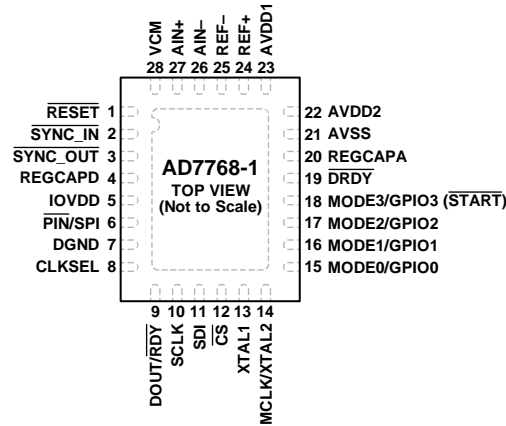 VCM
AIN+
AIN–
REF–
REF+
AVDD1
28 27 26 25 24 23
RESET 1
SYNC_IN 2
SYNC_OUT 3
REGCAPD 4
IOVDD 5
PIN/SPI 6
DGND 7
CLKSEL 8
AD7768-1
TOP VIEW
(Not to Scale)
22 AVDD2
21 AVSS
20 REGCAPA
19 DRDY
18 MODE3/GPIO3 (START)
17 MODE2/GPIO2
16 MODE1/GPIO1
15 MODE0/GPIO0
9 10 11 12 13 14
DOUT/RDY
SCLK
SDI
CS
XTAL1
MCLK/XTAL2